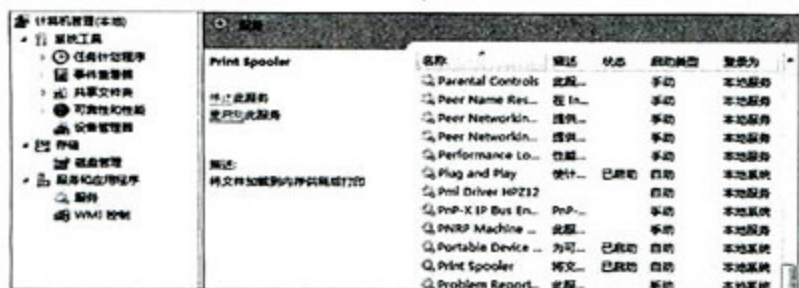 计算机管理(本地)
系统工具
任务计划程序
事件查看器
共享文件夹
可靠性和性能
设备管理器
存储
磁盘管理
服务和应用程序
服务
WMI 控制
服务
Print Spooler
停止此服务
重启动此服务
描述:
将文件加载到内存供稍后打印
名称 描述 状态 启动类型 登录为
Parental Controls 此服... 手动 本地服务
Peer Name Res... 在 In... 手动 本地服务
Peer Networkin... 提供... 手动 本地服务
Peer Networkin... 提供... 手动 本地服务
Performance Lo... 性能... 手动 本地服务
Plug and Play 使计... 已启动 自动 本地系统
Pml Driver HPZ12 自动 本地服务
PnP-X IP Bus En... PnP-... 手动 本地系统
PNRP Machine ... 此服... 手动 本地服务
Portable Device ... 为可... 已启动 自动 本地系统
Print Spooler 将文... 已启动 自动 本地系统
Problem Report... 此服... 手动 本地系统